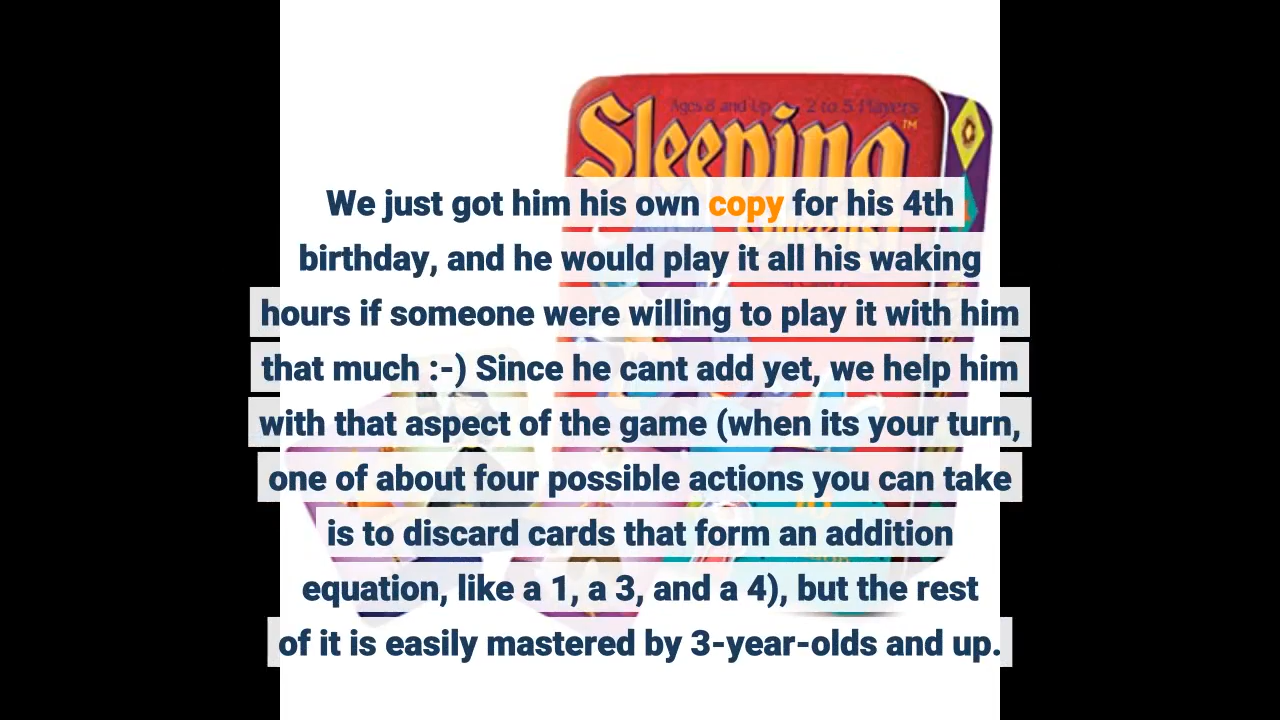 Ages 8 and Up 2 to 5 Players
Sleeping™
We just got him his own copy for his 4th
birthday, and he would play it all his waking
hours if someone were willing to play it with him
that much :-) Since he cant add yet, we help him
with that aspect of the game (when its your turn,
one of about four possible actions you can take
is to discard cards that form an addition
equation, like a 1, a 3, and a 4), but the rest
of it is easily mastered by 3-year-olds and up.